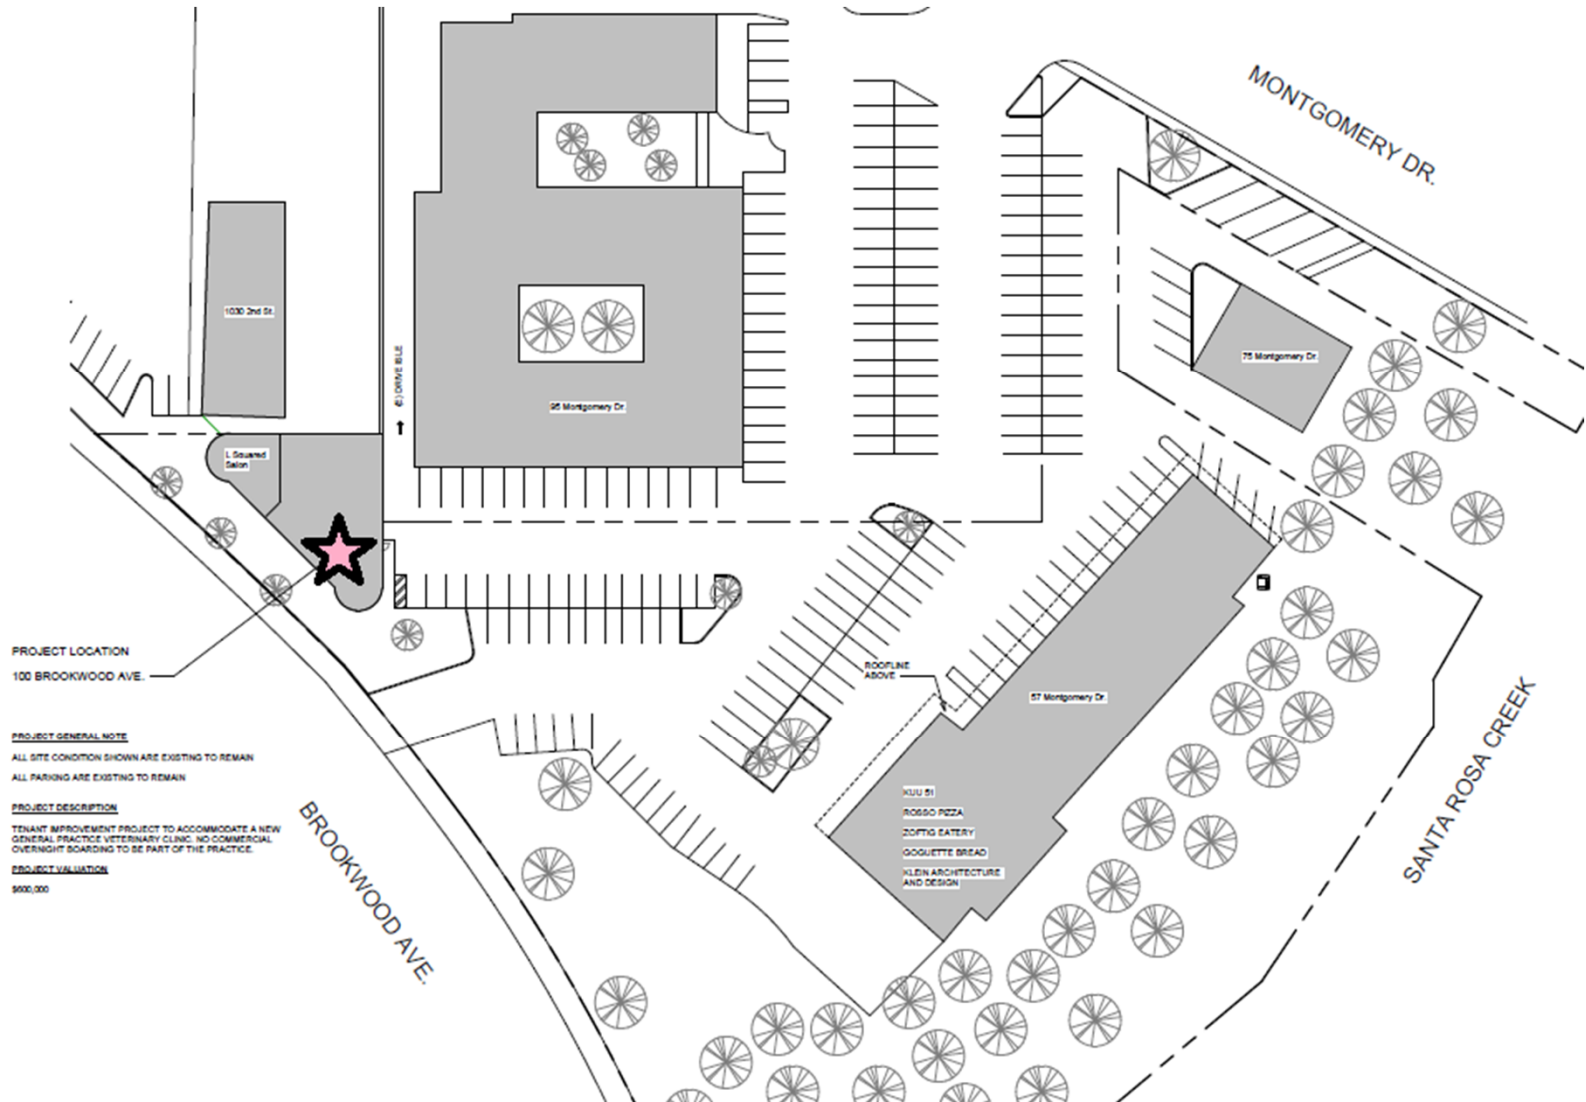 MONTGOMERY DR.
1030 2nd St.
75 Montgomery Dr.
(E) DRIVE ISLE
95 Montgomery Dr.
L Squared
Salon
PROJECT LOCATION
100 BROOKWOOD AVE.
ROOFLINE
ABOVE
57 Montgomery Dr.
PROJECT GENERAL NOTE
ALL SITE CONDITION SHOWN ARE EXISTING TO REMAIN
ALL PARKING ARE EXISTING TO REMAIN
PROJECT DESCRIPTION
TENANT IMPROVEMENT PROJECT TO ACCOMMODATE A NEW
GENERAL PRACTICE VETERINARY CLINIC. NO COMMERCIAL
OVERNIGHT BOARDING TO BE PART OF THE PRACTICE.
PROJECT VALUATION
$600,000
BROOKWOOD AVE.
KUU 51
ROSSO PIZZA
ZOFTIG EATERY
GOGUETTE BREAD
KLEIN ARCHITECTURE
AND DESIGN
SANTA ROSA CREEK